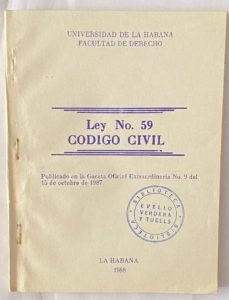 UNIVERSIDAD DE LA HABANA
FACULTAD DE DERECHO
Ley No. 59
CODIGO CIVIL
Publicado en la Gaceta Oficial Extraordinaria No. 9 del
15 de octubre de 1987.
BIBLIOTECA
EVELIO
VERDERA
Y TUELLS
BIBLIOTECA
LA HABANA
1988